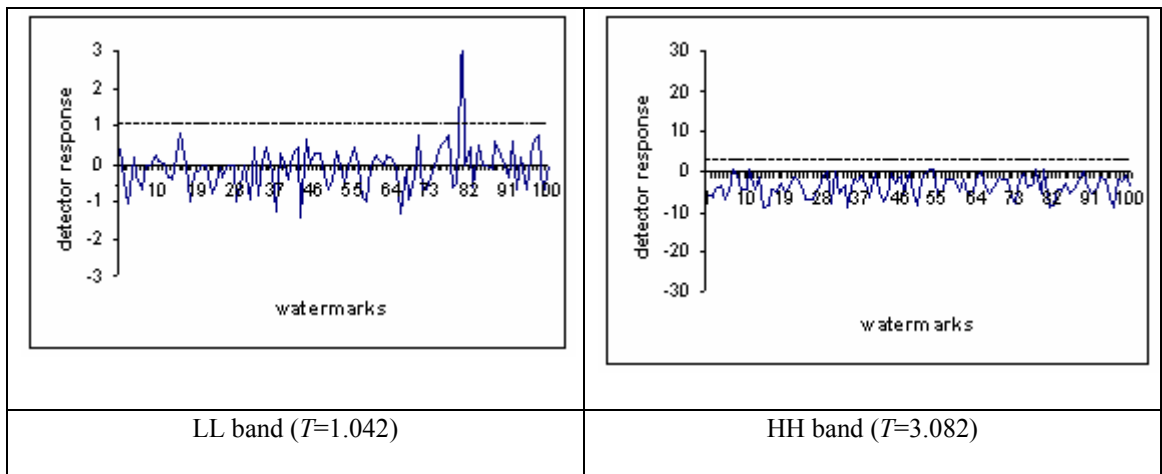 3
2
1
0
-1
-2
-3
detector response
10 19 28 37 46 55 64 73 82 91 100
watermarks
30
20
10
0
-10
-20
-30
detector response
10 19 28 37 46 55 64 73 82 91 100
watermarks
LL band (T=1.042)
HH band (T=3.082)